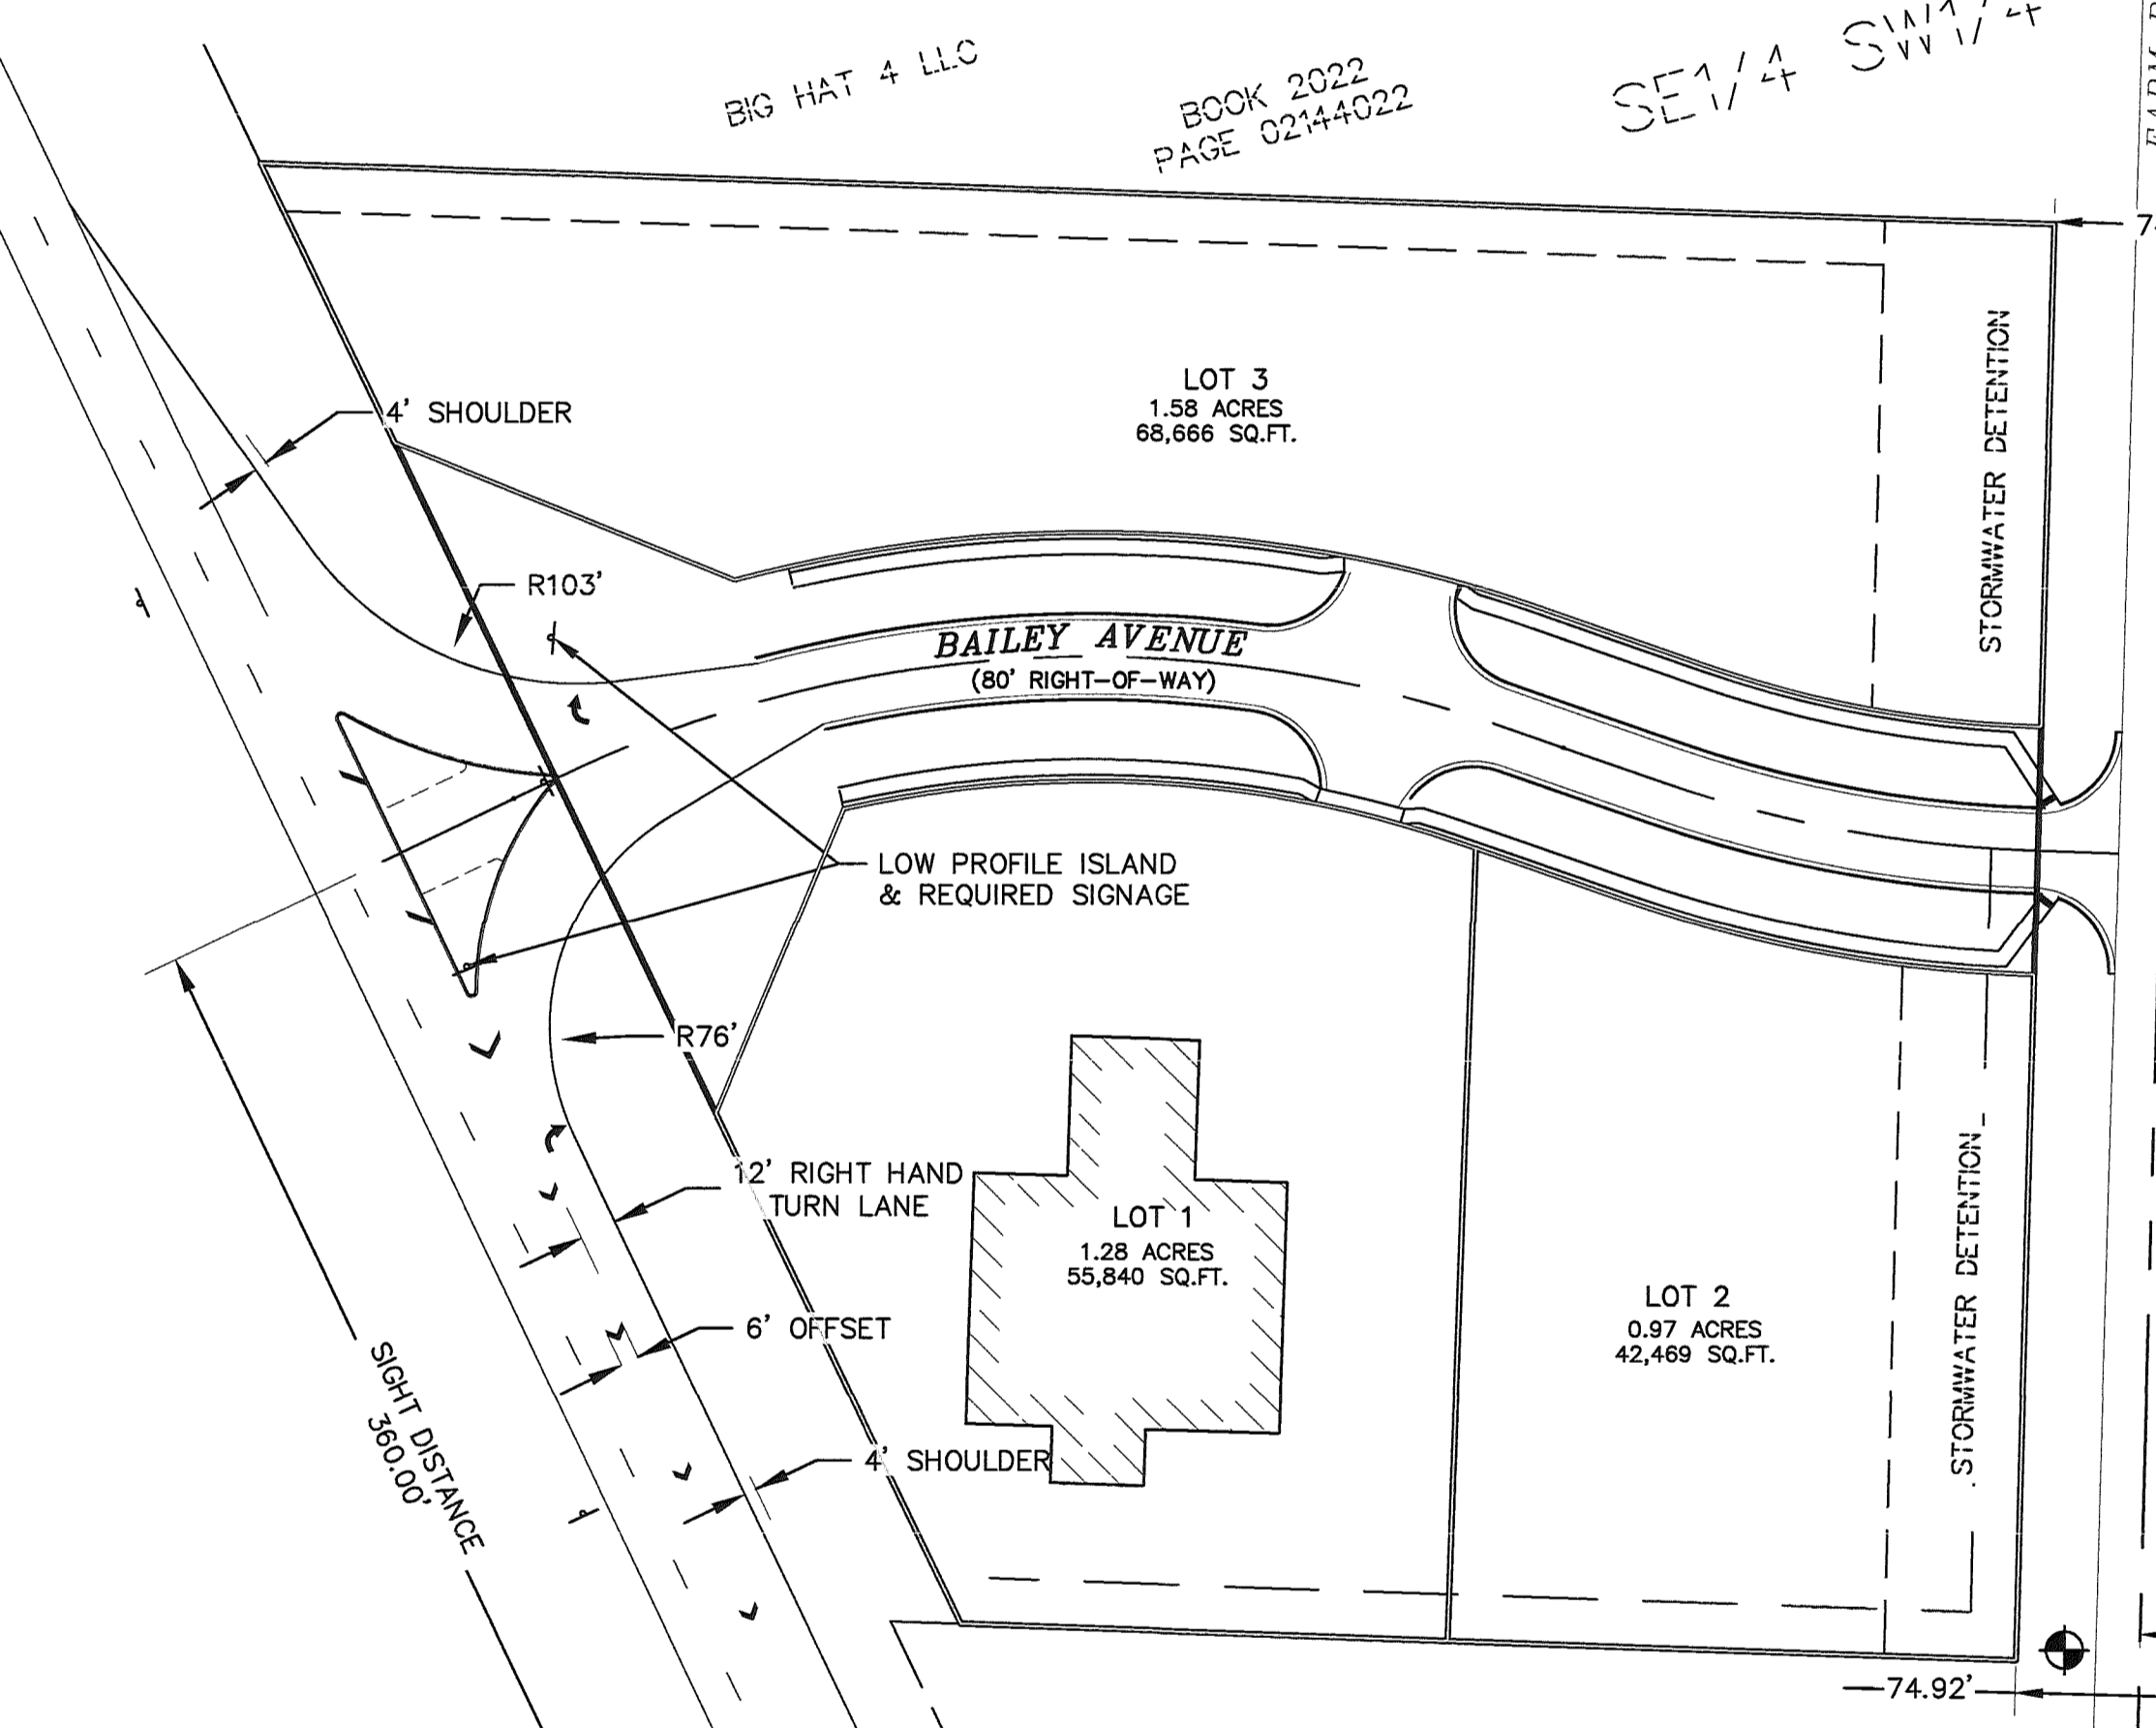 BIG HAT 4 LLC
BOOK 2022
PAGE 02144022
SE1/4 SW1/4
4' SHOULDER
LOT 3
1.58 ACRES
68,666 SQ.FT.
STORMWATER DETENTION
R103'
BAILEY AVENUE
(80' RIGHT-OF-WAY)
LOW PROFILE ISLAND
& REQUIRED SIGNAGE
R76'
12' RIGHT HAND
TURN LANE
LOT 1
1.28 ACRES
55,840 SQ.FT.
6' OFFSET
LOT 2
0.97 ACRES
42,469 SQ.FT.
STORMWATER DETENTION
SIGHT DISTANCE
360.00'
4' SHOULDER
74.92'